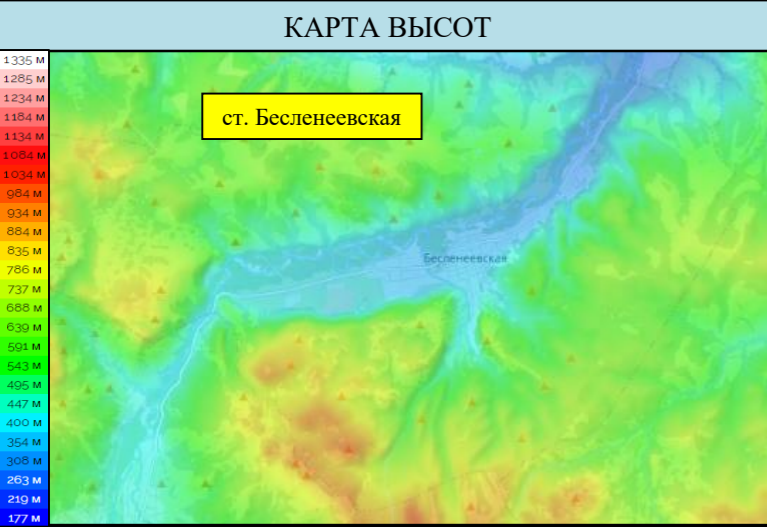 КАРТА ВЫСОТ
ст. Бесленеевская
Бесленеевская
1335 м
1285 м
1234 м
1184 м
1134 м
1084 м
1034 м
984 м
934 м
884 м
835 м
786 м
737 м
688 м
639 м
591 м
543 м
495 м
447 м
400 м
354 м
308 м
263 м
219 м
177 м